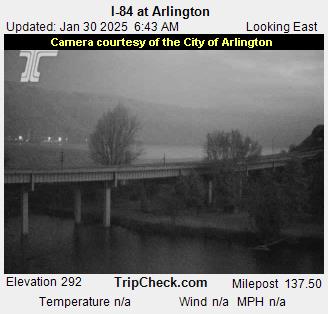 I-84 at Arlington
Updated: Jan 30 2025 6:43 AM Looking East
Camera courtesy of the City of Arlington
Elevation 292 TripCheck.com Milepost 137.50
Temperature n/a Wind n/a MPH n/a